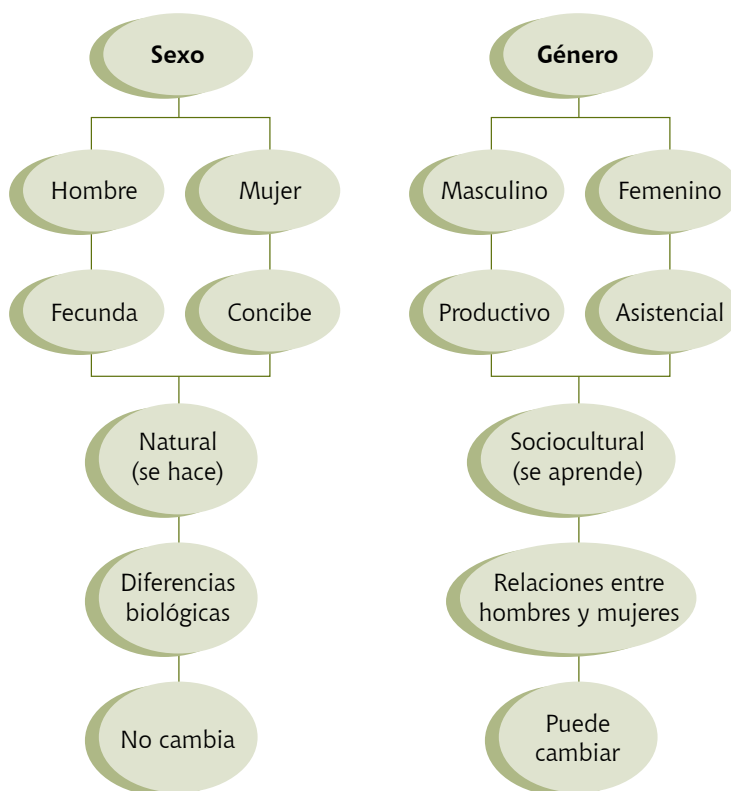 Sexo
Género
Hombre
Mujer
Masculino
Femenino
Fecunda
Concibe
Productivo
Asistencial
Natural
(se hace)
Sociocultural
(se aprende)
Diferencias
biológicas
Relaciones entre
hombres y mujeres
No cambia
Puede
cambiar